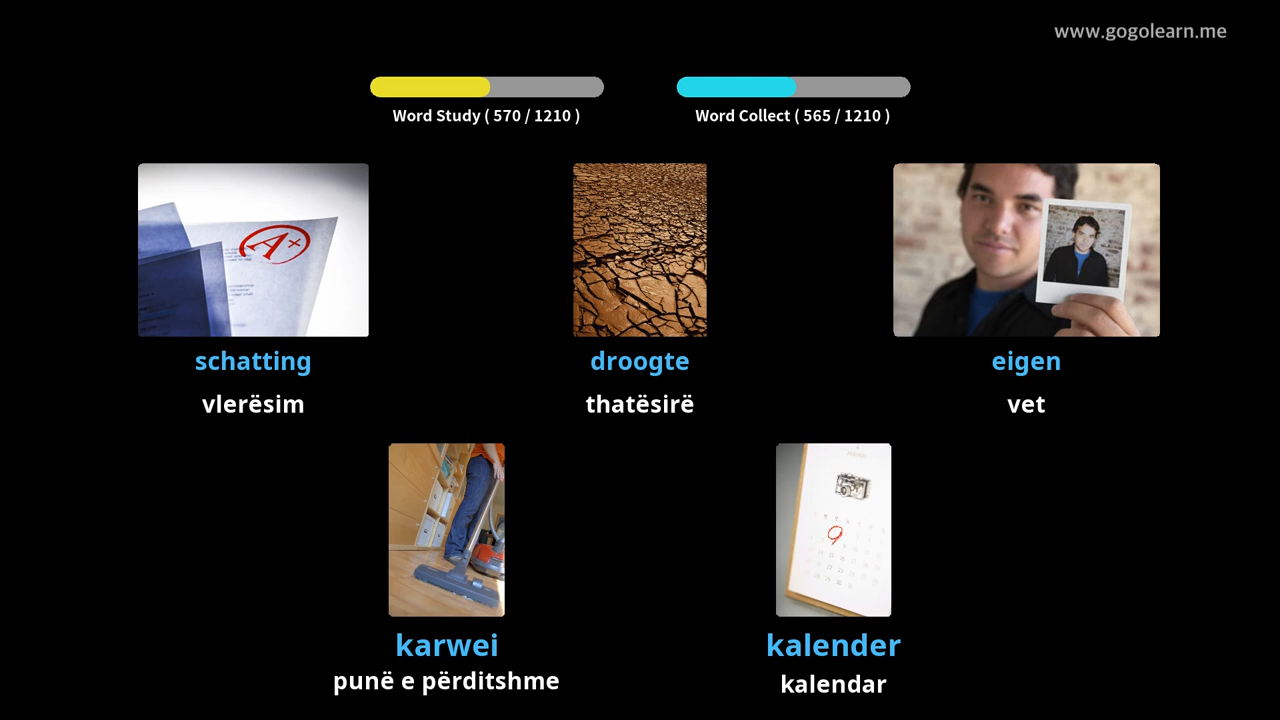 www.gogolearn.me
Word Study ( 570 / 1210 )
Word Collect ( 565 / 1210 )
A+
schatting
droogte
eigen
vlerësim
thatësirë
vet
9
karwei
kalender
punë e përditshme
kalendar